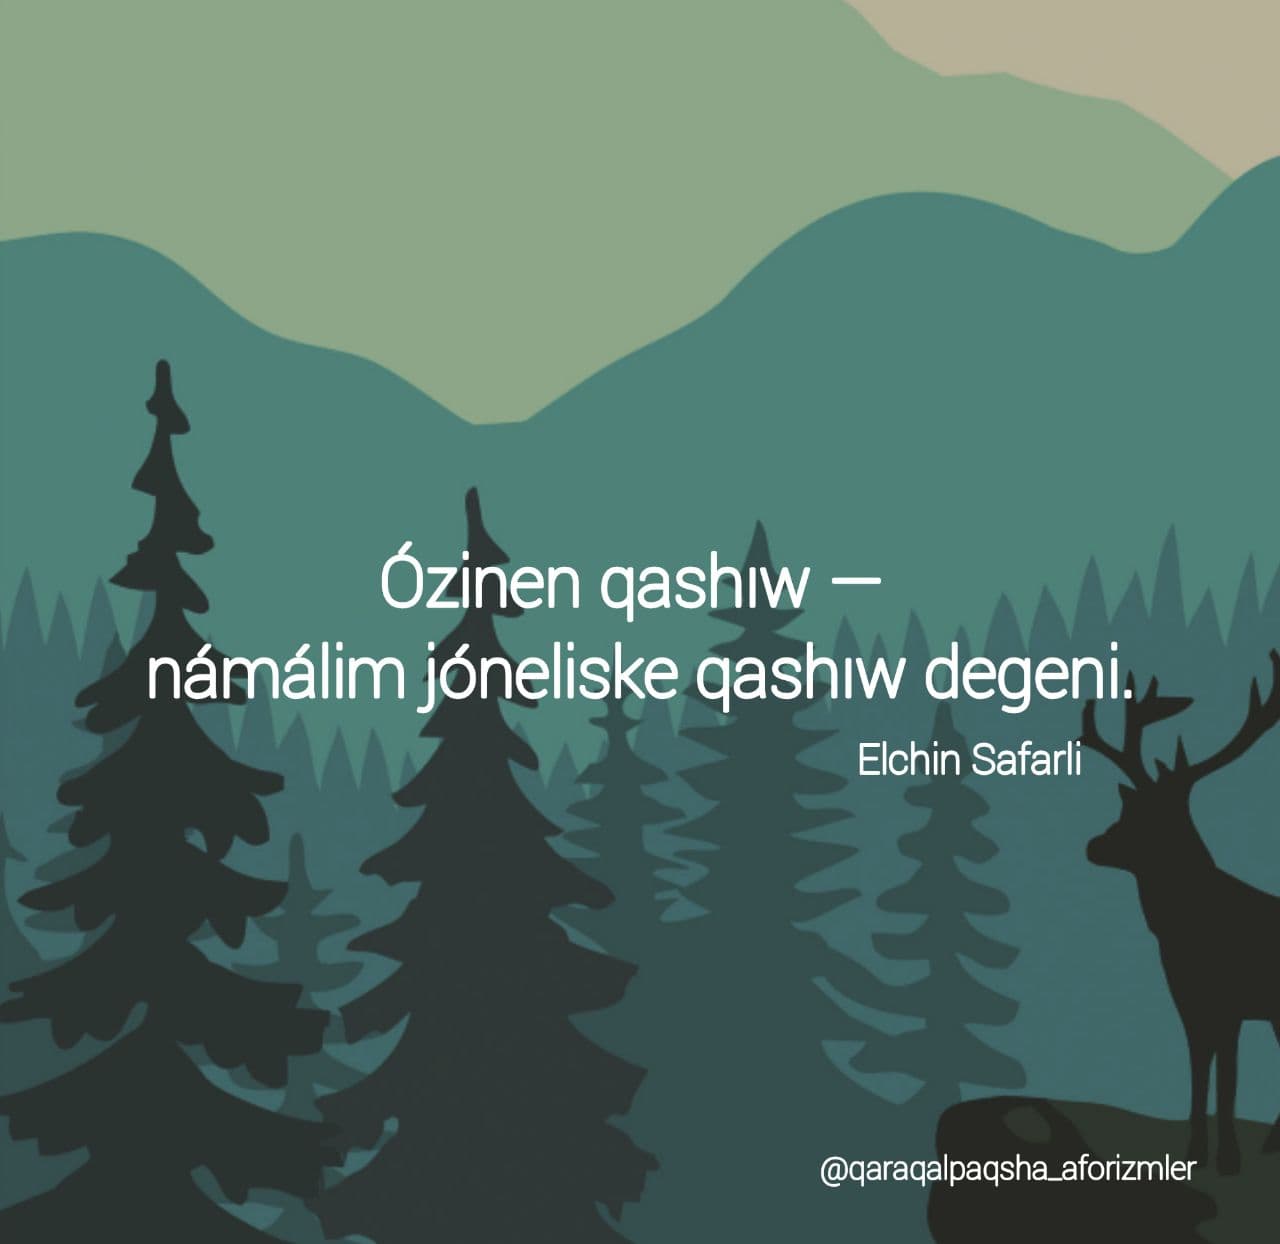 Ózinen qashıw —
námálim jóneliske qashıw degeni.
Elchin Safarli
@qaraqalpaqsha_aforizmler